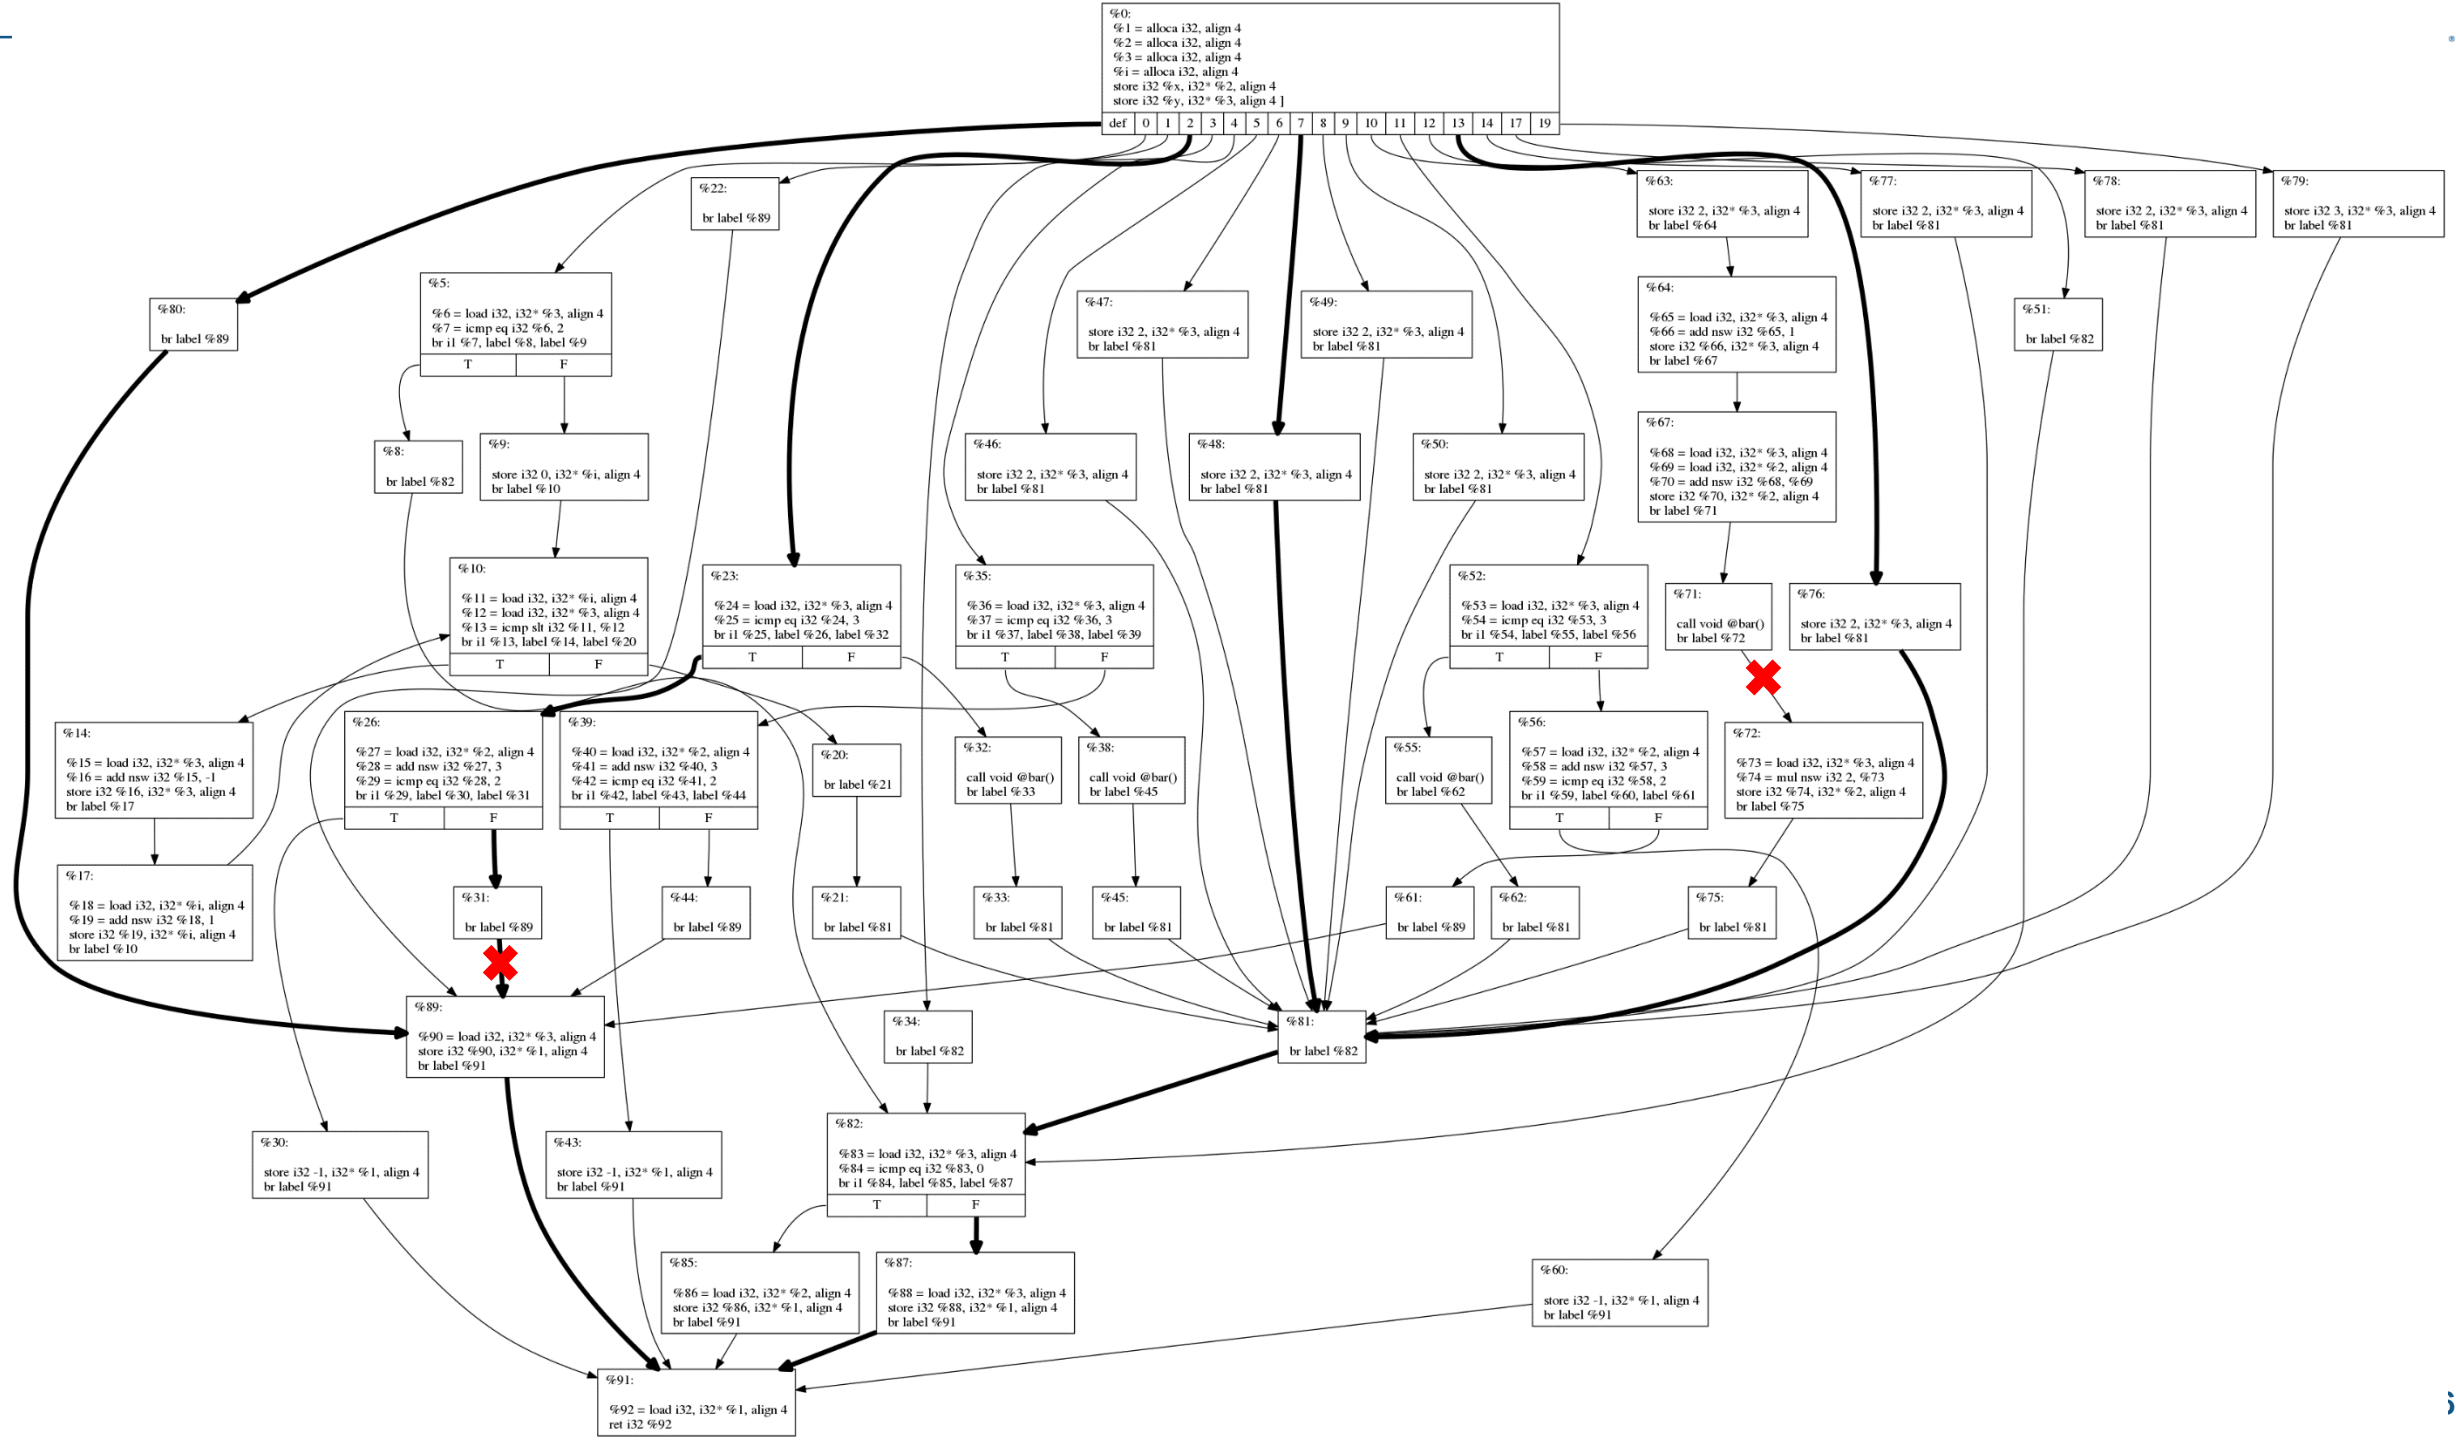 %0:
%1 = alloca i32, align 4
%2 = alloca i32, align 4
%3 = alloca i32, align 4
%i = alloca i32, align 4
store i32 %x, i32* %2, align 4
store i32 %y, i32* %3, align 4 ]
def 0 1 2 3 4 5 6 7 8 9 10 11 12 13 14 17 19
®
%22:
br label %89
%63:
store i32 2, i32* %3, align 4
br label %64
%77:
store i32 2, i32* %3, align 4
br label %81
%78:
store i32 2, i32* %3, align 4
br label %81
%79:
store i32 3, i32* %3, align 4
br label %81
%80:
br label %89
%5:
%6 = load i32, i32* %3, align 4
%7 = icmp eq i32 %6, 2
br i1 %7, label %8, label %9
T F
%47:
store i32 2, i32* %3, align 4
br label %81
%49:
store i32 2, i32* %3, align 4
br label %81
%64:
%65 = load i32, i32* %3, align 4
%66 = add nsw i32 %65, 1
store i32 %66, i32* %3, align 4
br label %67
%51:
br label %82
%8:
br label %82
%9:
store i32 0, i32* %i, align 4
br label %10
%46:
store i32 2, i32* %3, align 4
br label %81
%48:
store i32 2, i32* %3, align 4
br label %81
%50:
store i32 2, i32* %3, align 4
br label %81
%67:
%68 = load i32, i32* %3, align 4
%69 = load i32, i32* %2, align 4
%70 = add nsw i32 %68, %69
store i32 %70, i32* %2, align 4
br label %71
%10:
%11 = load i32, i32* %i, align 4
%12 = load i32, i32* %3, align 4
%13 = icmp slt i32 %11, %12
br i1 %13, label %14, label %20
T F
%23:
%24 = load i32, i32* %3, align 4
%25 = icmp eq i32 %24, 3
br i1 %25, label %26, label %32
T F
%35:
%36 = load i32, i32* %3, align 4
%37 = icmp eq i32 %36, 3
br i1 %37, label %38, label %39
T F
%52:
%53 = load i32, i32* %3, align 4
%54 = icmp eq i32 %53, 3
br i1 %54, label %55, label %56
T F
%71:
call void @bar()
br label %72
%76:
store i32 2, i32* %3, align 4
br label %81
%14:
%15 = load i32, i32* %3, align 4
%16 = add nsw i32 %15, -1
store i32 %16, i32* %3, align 4
br label %17
%26:
%27 = load i32, i32* %2, align 4
%28 = add nsw i32 %27, 3
%29 = icmp eq i32 %28, 2
br i1 %29, label %30, label %31
T F
%39:
%40 = load i32, i32* %2, align 4
%41 = add nsw i32 %40, 3
%42 = icmp eq i32 %41, 2
br i1 %42, label %43, label %44
T F
%20:
br label %21
%32:
call void @bar()
br label %33
%38:
call void @bar()
br label %45
%55:
call void @bar()
br label %62
%56:
%57 = load i32, i32* %2, align 4
%58 = add nsw i32 %57, 3
%59 = icmp eq i32 %58, 2
br i1 %59, label %60, label %61
T F
%72:
%73 = load i32, i32* %3, align 4
%74 = mul nsw i32 2, %73
store i32 %74, i32* %2, align 4
br label %75
%17:
%18 = load i32, i32* %i, align 4
%19 = add nsw i32 %18, 1
store i32 %19, i32* %i, align 4
br label %10
%31:
br label %89
%44:
br label %89
%21:
br label %81
%33:
br label %81
%45:
br label %81
%61:
br label %89
%62:
br label %81
%75:
br label %81
%89:
%90 = load i32, i32* %3, align 4
store i32 %90, i32* %1, align 4
br label %91
%34:
br label %82
%81:
br label %82
%30:
store i32 -1, i32* %1, align 4
br label %91
%43:
store i32 -1, i32* %1, align 4
br label %91
%82:
%83 = load i32, i32* %3, align 4
%84 = icmp eq i32 %83, 0
br i1 %84, label %85, label %87
T F
%85:
%86 = load i32, i32* %2, align 4
store i32 %86, i32* %1, align 4
br label %91
%87:
%88 = load i32, i32* %3, align 4
store i32 %88, i32* %1, align 4
br label %91
%60:
store i32 -1, i32* %1, align 4
br label %91
%91:
%92 = load i32, i32* %1, align 4
ret i32 %92